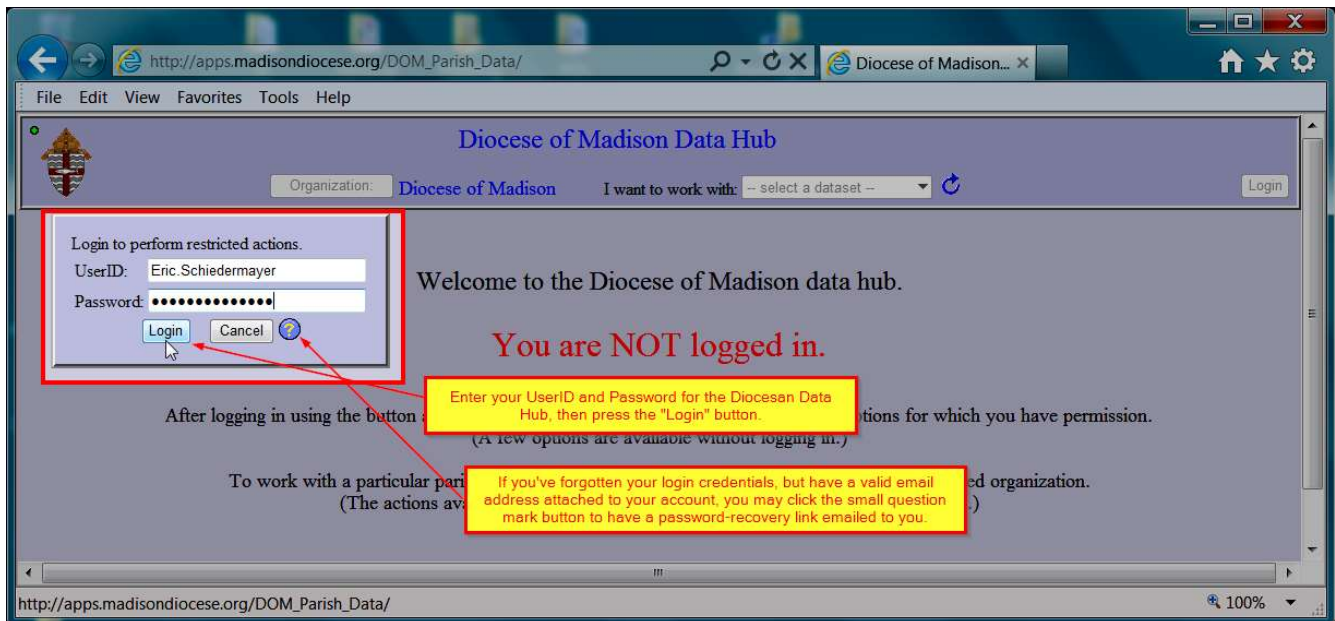 http://apps.madisondiocese.org/DOM_Parish_Data/
Diocese of Madison...
File Edit View Favorites Tools Help
Diocese of Madison Data Hub
Organization: Diocese of Madison I want to work with: -- select a dataset -- Login
Login to perform restricted actions.
UserID: Eric.Schiedermayer
Password: ••••••••••••••
Login Cancel ?
Welcome to the Diocese of Madison data hub.
You are NOT logged in.
Enter your UserID and Password for the Diocesan Data
Hub, then press the "Login" button.
After logging in using the button options for which you have permission.
(A few options are available without logging in.)
If you've forgotten your login credentials, but have a valid email
address attached to your account, you may click the small question
mark button to have a password-recovery link emailed to you.
To work with a particular organization.
(The actions .)
http://apps.madisondiocese.org/DOM_Parish_Data/ 100%